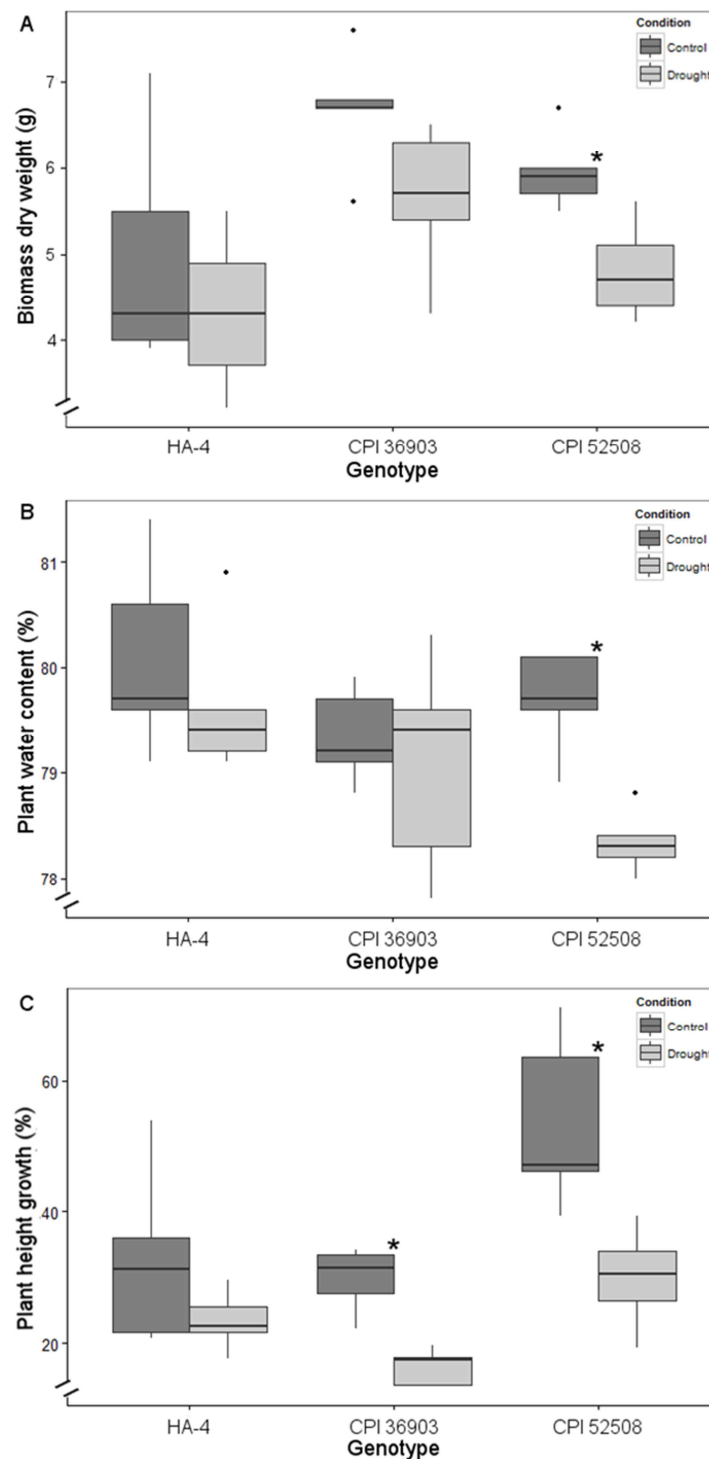 A
Condition
Control
Drought
Biomass dry weight (g)
7
6
5
4
*
HA-4
CPI 36903
CPI 52508
Genotype
B
Condition
Control
Drought
Plant water content (%)
81
80
79
78
*
HA-4
CPI 36903
CPI 52508
Genotype
C
Condition
Control
Drought
Plant height growth (%)
60
40
20
*
*
HA-4
CPI 36903
CPI 52508
Genotype